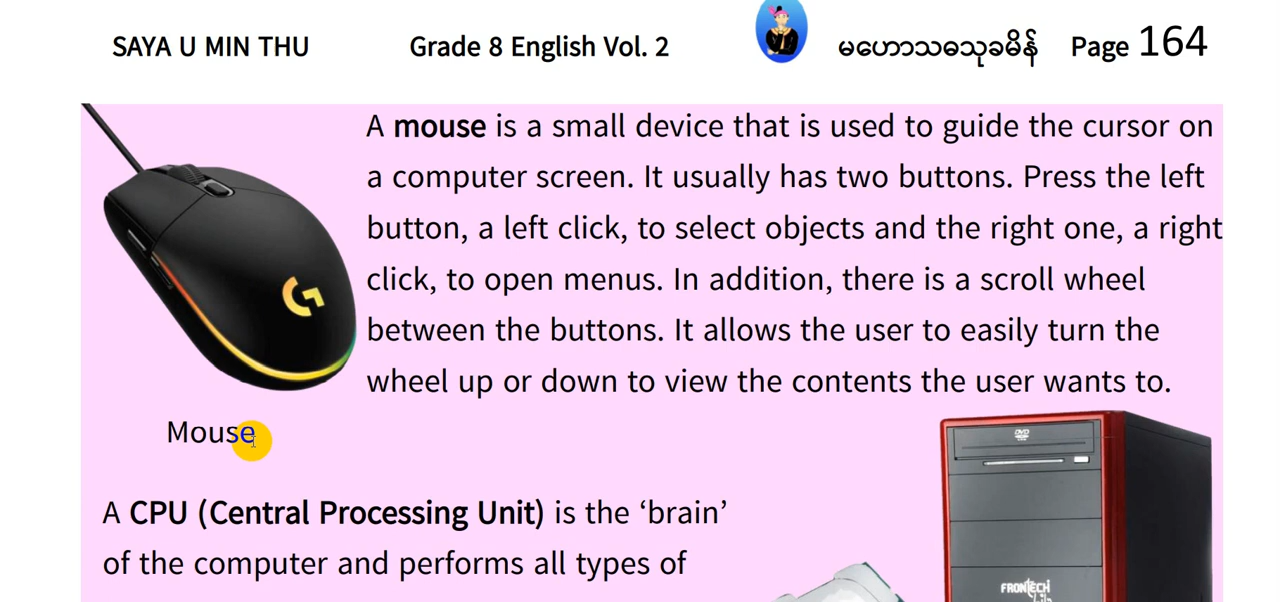 SAYA U MIN THU Grade 8 English Vol. 2 မဟောသဓသုခမိန် Page 164
A mouse is a small device that is used to guide the cursor on
a computer screen. It usually has two buttons. Press the left
button, a left click, to select objects and the right one, a right
click, to open menus. In addition, there is a scroll wheel
between the buttons. It allows the user to easily turn the
wheel up or down to view the contents the user wants to.
Mouse
DVD
A CPU (Central Processing Unit) is the ‘brain’
of the computer and performs all types of
FRONTECH